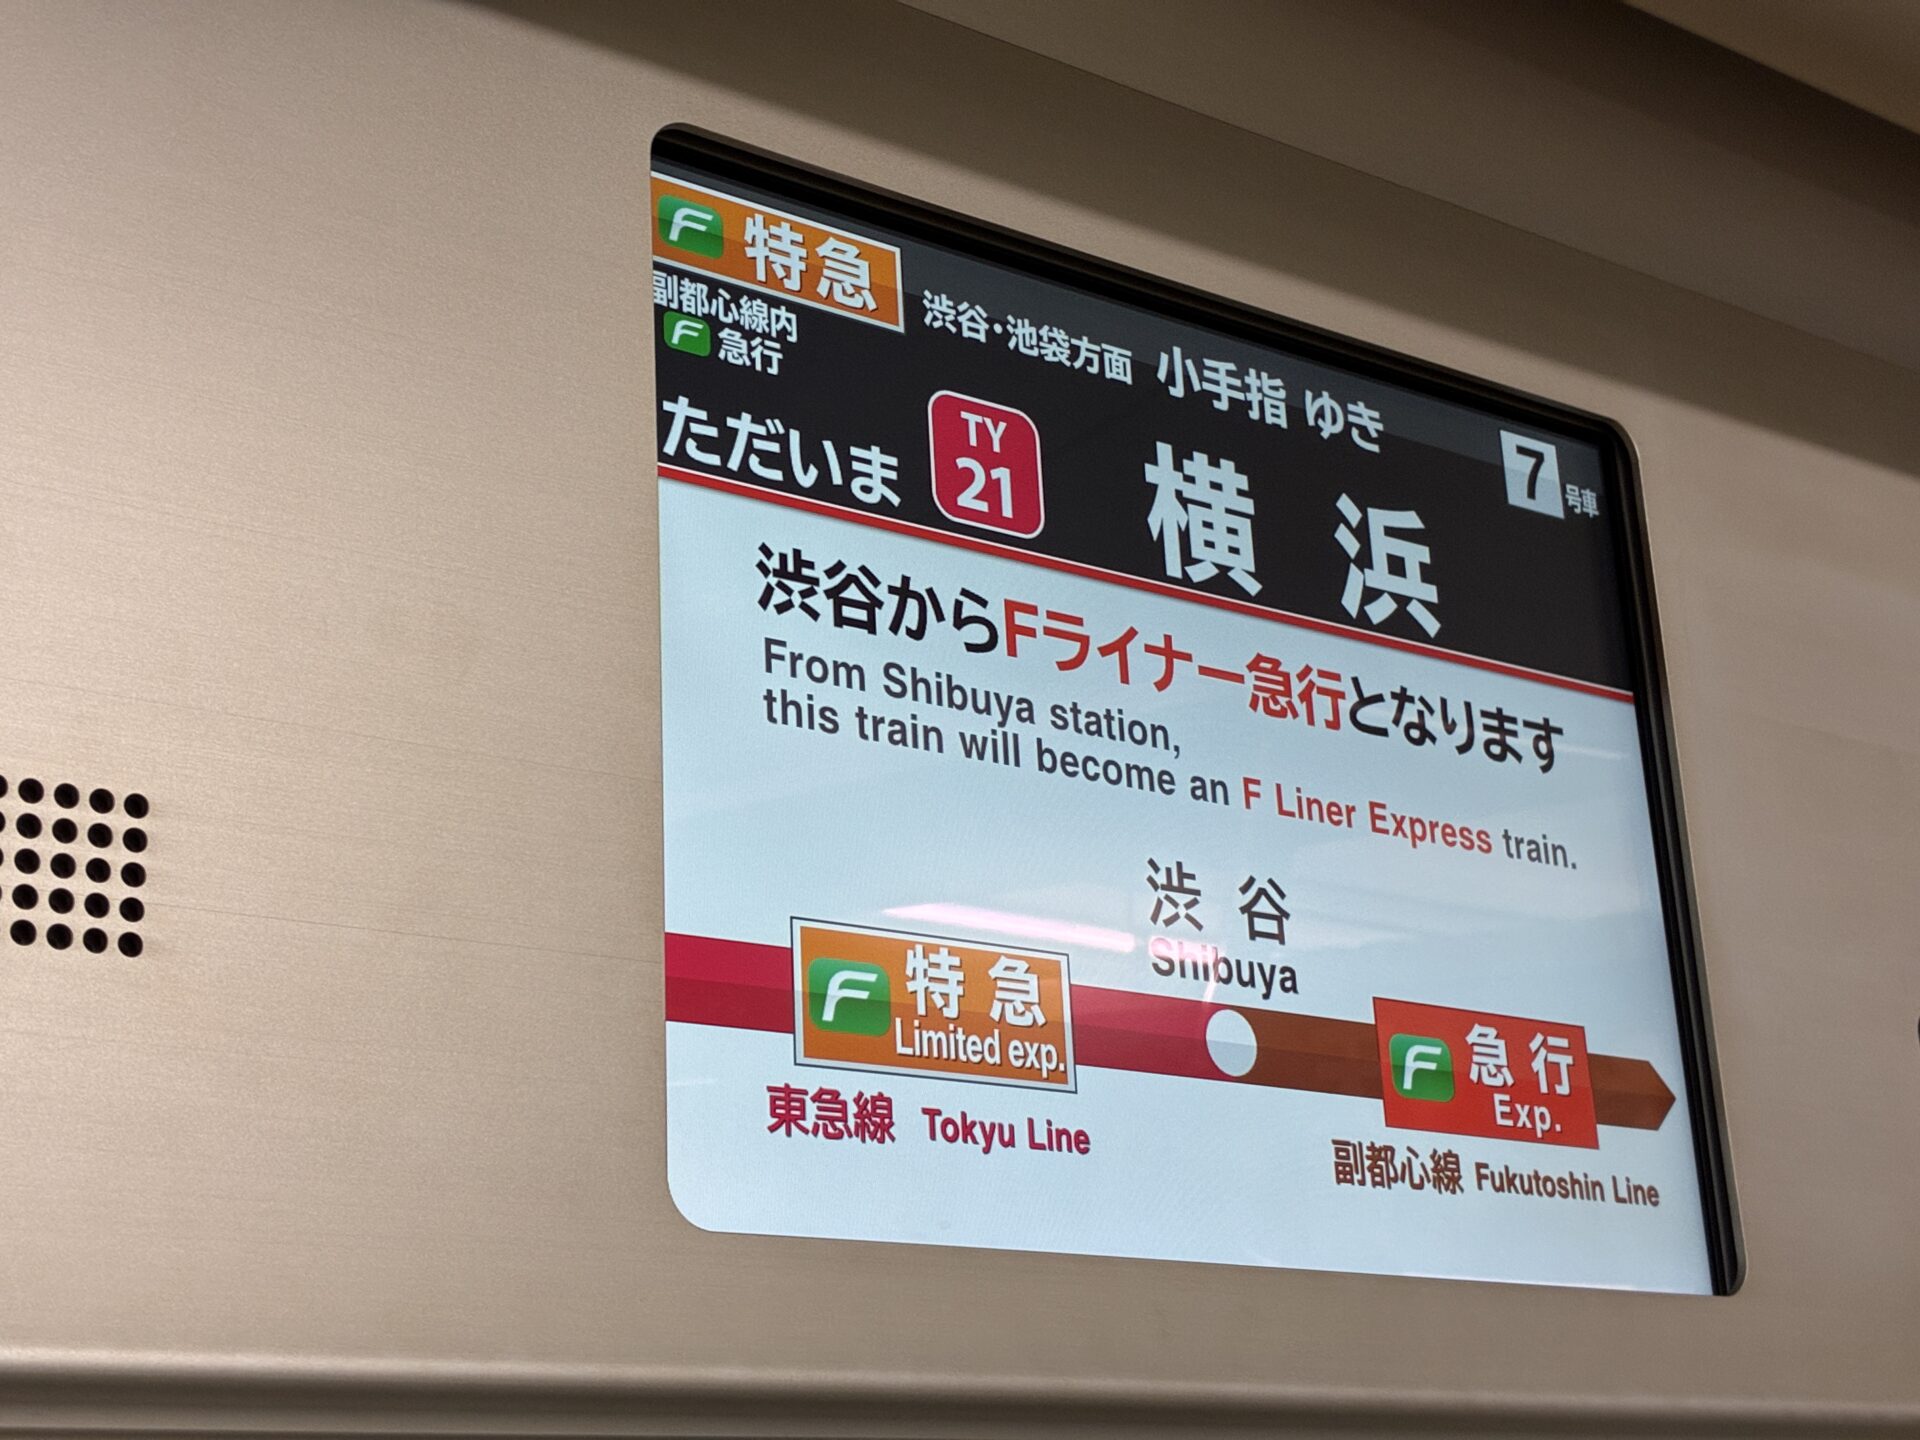 F 特急
渋谷・池袋方面 小手指 ゆき
副都心線内
F 急行
7号車
ただいま TY 21 横浜
渋谷からFライナー急行となります
From Shibuya station,
this train will become an F Liner Express train.
渋谷
Shibuya
F 特急
Limited exp.
F 急行
Exp.
東急線 Tokyu Line
副都心線 Fukutoshin Line